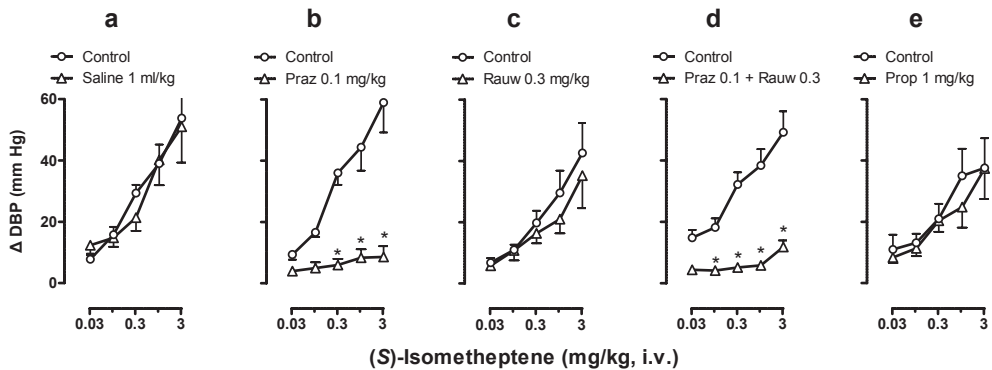 a b c d e
Control Control Control Control Control
Saline 1 ml/kg Praz 0.1 mg/kg Rauw 0.3 mg/kg Praz 0.1 + Rauw 0.3 Prop 1 mg/kg
60
40
20
0
Δ DBP (mm Hg)
* * *
* * * * *
0.03 0.3 3 0.03 0.3 3 0.03 0.3 3 0.03 0.3 3 0.03 0.3 3
(S)-Isometheptene (mg/kg, i.v.)